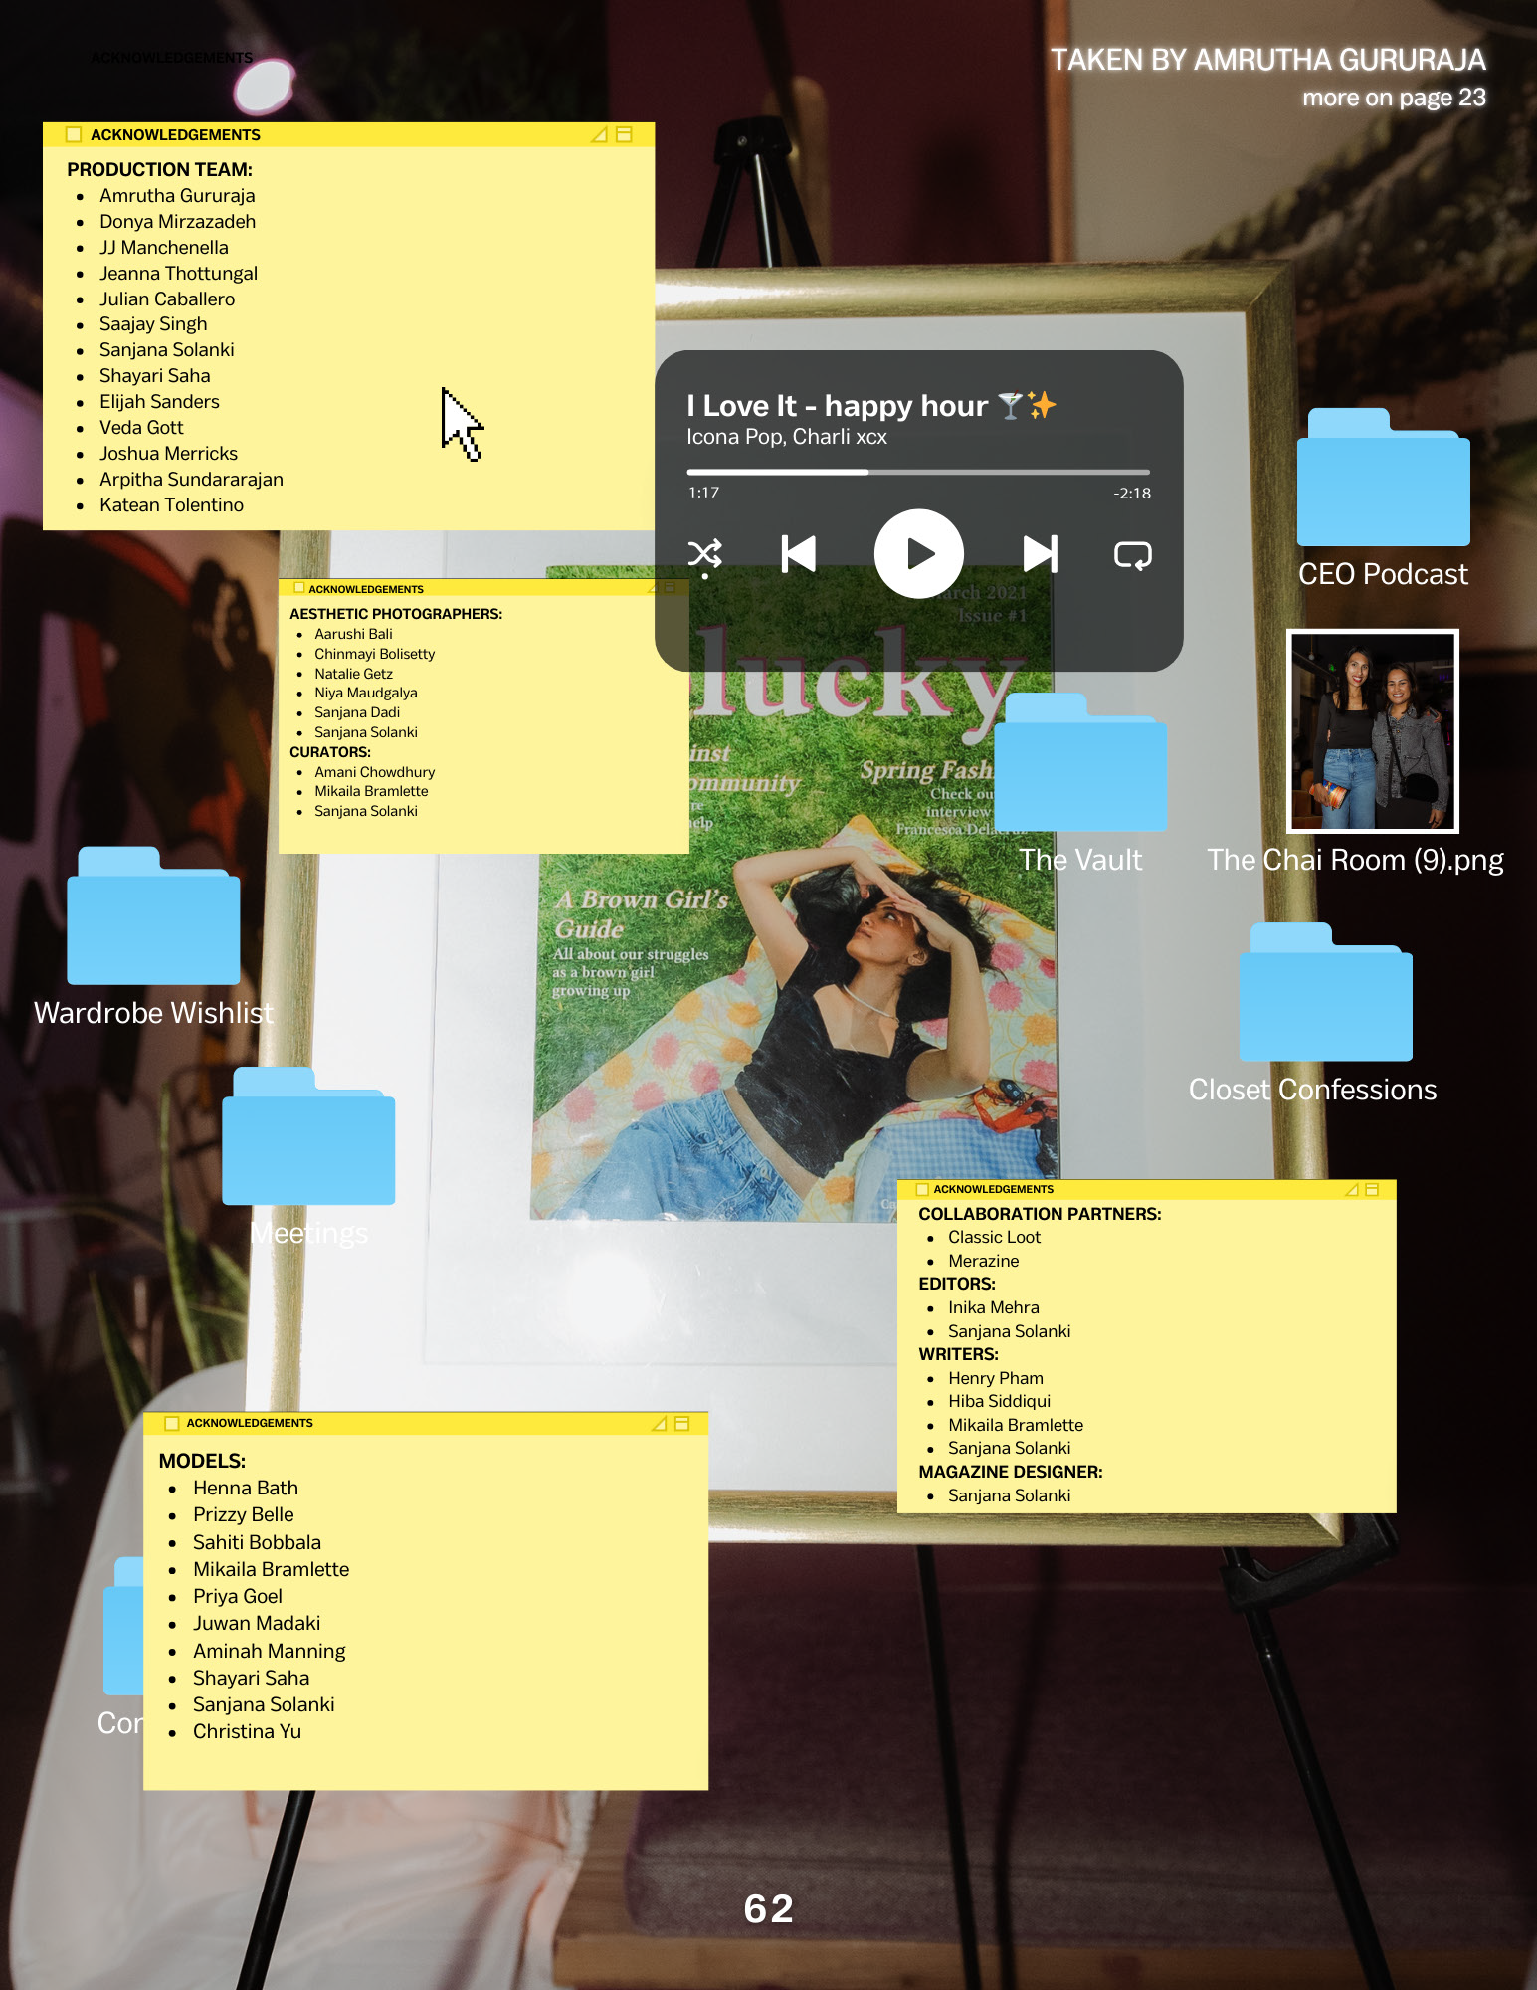 ACKNOWLEDGEMENTS
TAKEN BY AMRUTHA GURURAJA
more on page 23
ACKNOWLEDGEMENTS
PRODUCTION TEAM:
• Amrutha Gururaja
• Donya Mirzazadeh
• JJ Manchenella
• Jeanna Thottungal
• Julian Caballero
• Saajay Singh
• Sanjana Solanki
• Shayari Saha
• Elijah Sanders
• Veda Gott
• Joshua Merricks
• Arpitha Sundararajan
• Katean Tolentino
I Love It - happy hour 🍸✨
Icona Pop, Charli xcx
1:17
-2:18
CEO Podcast
ACKNOWLEDGEMENTS
AESTHETIC PHOTOGRAPHERS:
• Aarushi Bali
• Chinmayi Bolisetty
• Natalie Getz
• Niya Maudgalya
• Sanjana Dadi
• Sanjana Solanki
CURATORS:
• Amani Chowdhury
• Mikaila Bramlette
• Sanjana Solanki
arch 2021
Issue #1
lucky
inst
ommunity
re
elp
Spring Fash
Check ou
interview
Francesca Dela
The Vault
The Chai Room (9).png
A Brown Girl's
Guide
All about our struggles
as a brown girl
growing up
Wardrobe Wishlist
Closet Confessions
Meetings
ACKNOWLEDGEMENTS
COLLABORATION PARTNERS:
• Classic Loot
• Merazine
EDITORS:
• Inika Mehra
• Sanjana Solanki
WRITERS:
• Henry Pham
• Hiba Siddiqui
• Mikaila Bramlette
• Sanjana Solanki
MAGAZINE DESIGNER:
• Sanjana Solanki
ACKNOWLEDGEMENTS
MODELS:
• Henna Bath
• Prizzy Belle
• Sahiti Bobbala
• Mikaila Bramlette
• Priya Goel
• Juwan Madaki
• Aminah Manning
• Shayari Saha
• Sanjana Solanki
• Christina Yu
Cor
62